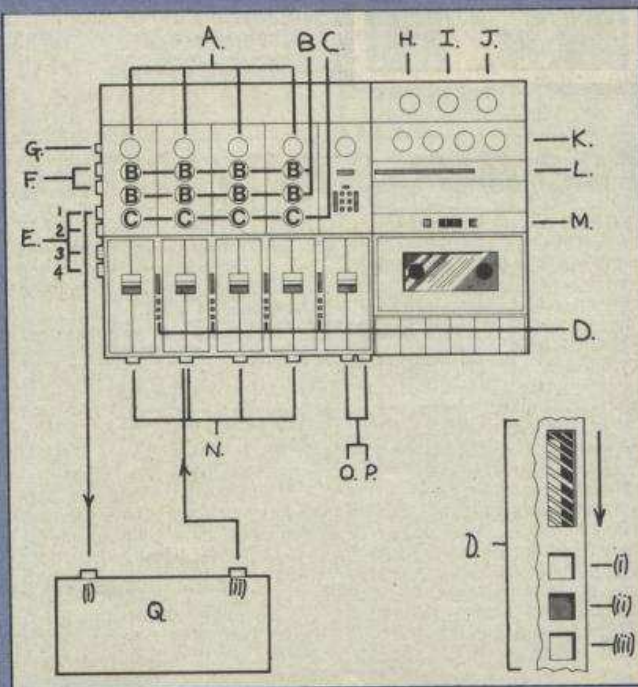 A.
B C.
H. I. J.
G.
K.
B B B B
F.
L.
B B B B
1
C C C C
M.
E.
2
3
4
D.
N.
O. P.
D.
(i)
(ii)
(iii)
(i) (ii)
Q